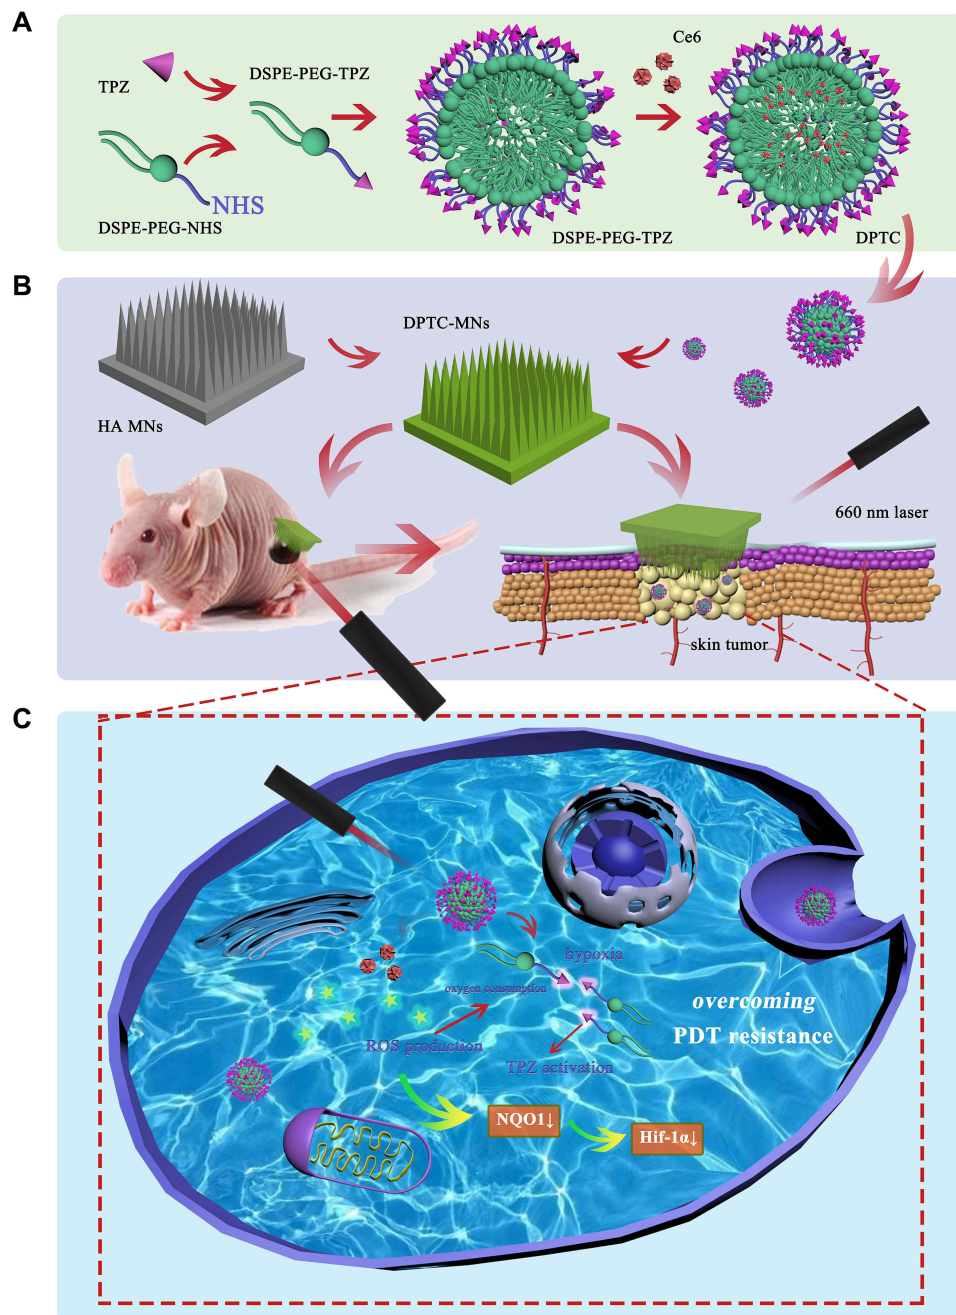 A
TPZ
DSPE-PEG-TPZ
Ce6
NHS
DSPE-PEG-NHS
DSPE-PEG-TPZ
DPTC
B
DPTC-MNs
HA MNs
660 nm laser
skin tumor
C
hypoxia
oxygen consumption
overcoming
PDT resistance
ROS production
TPZ activation
NQO1↓
Hif-1α↓